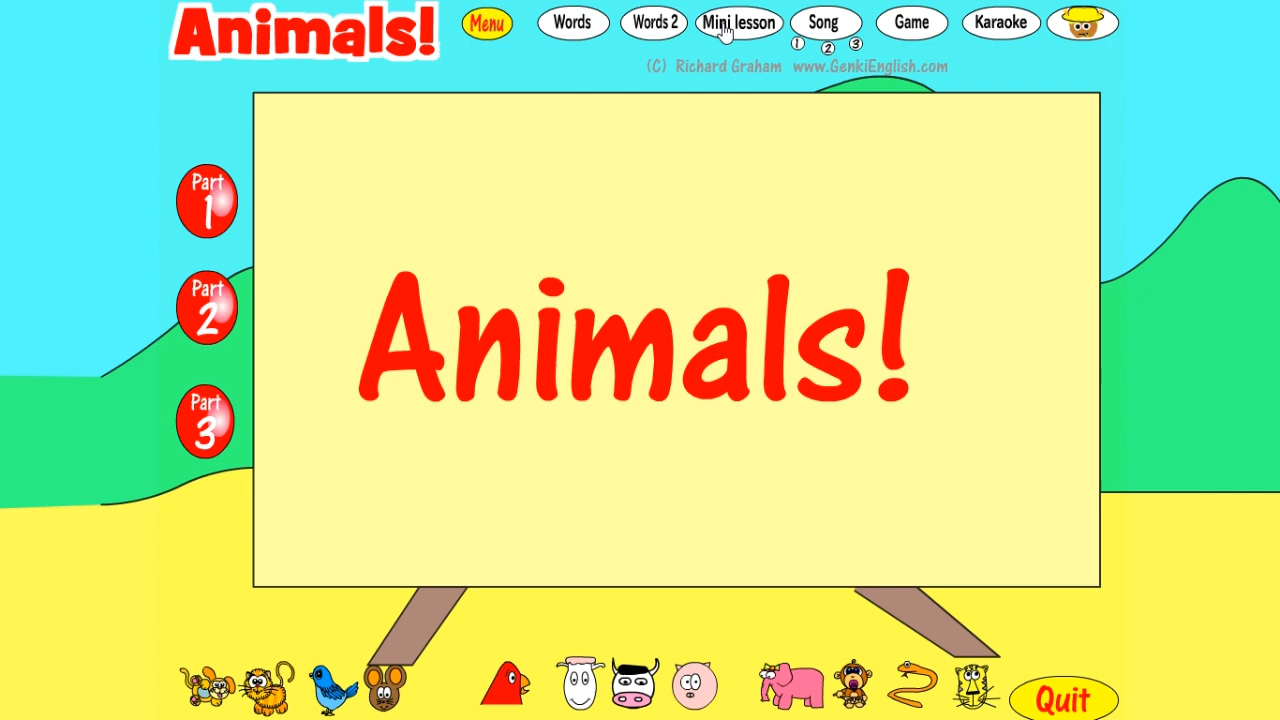 Animals!
Menu
Words
Words 2
Mini lesson
Song
Game
Karaoke
1 2 3
(C) Richard Graham www.GenkiEnglish.com
Part
1
Part
2
Part
3
Animals!
Quit